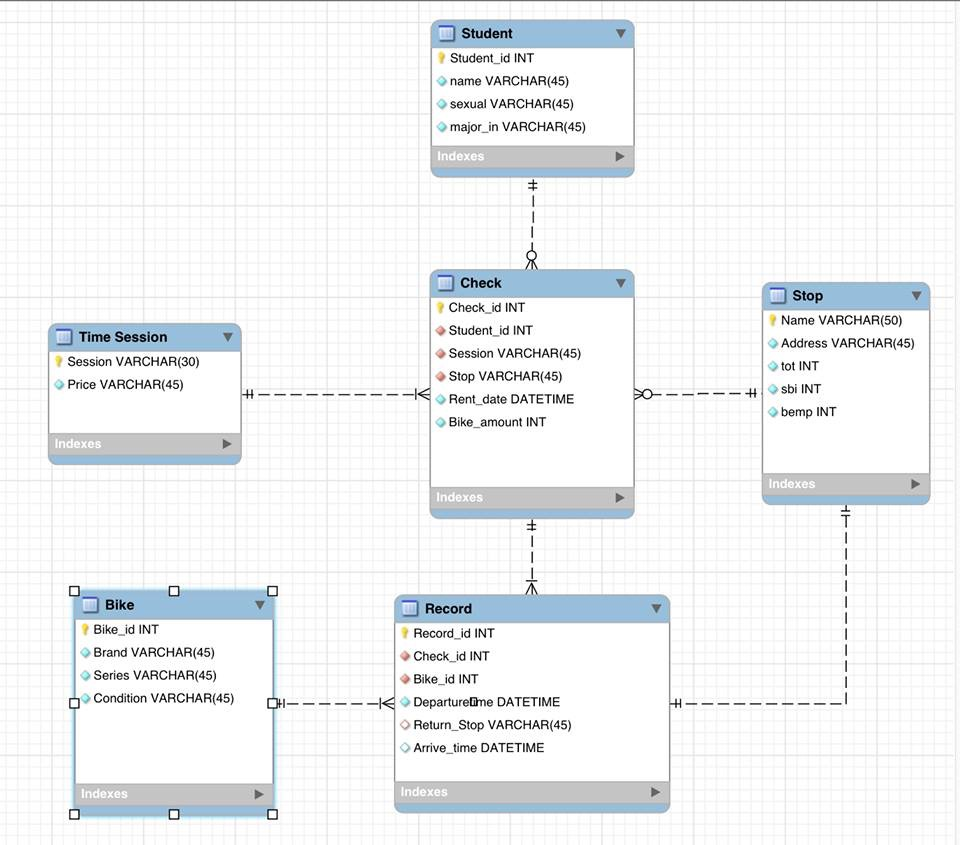 Student
Student_id INT
name VARCHAR(45)
sexual VARCHAR(45)
major_in VARCHAR(45)
Indexes
Time Session
Session VARCHAR(30)
Price VARCHAR(45)
Indexes
Check
Check_id INT
Student_id INT
Session VARCHAR(45)
Stop VARCHAR(45)
Rent_date DATETIME
Bike_amount INT
Indexes
Stop
Name VARCHAR(50)
Address VARCHAR(45)
tot INT
sbi INT
bemp INT
Indexes
Bike
Bike_id INT
Brand VARCHAR(45)
Series VARCHAR(45)
Condition VARCHAR(45)
Indexes
Record
Record_id INT
Check_id INT
Bike_id INT
DATETIME
Return_Stop VARCHAR(45)
Arrive_time DATETIME
Indexes